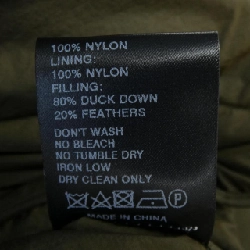 100% NYLON
LINING:
100% NYLON
FILLING:
80% DUCK DOWN
20% FEATHERS
DON'T WASH
NO BLEACH
NO TUMBLE DRY
IRON LOW
DRY CLEAN ONLY
P
MADE IN CHINA